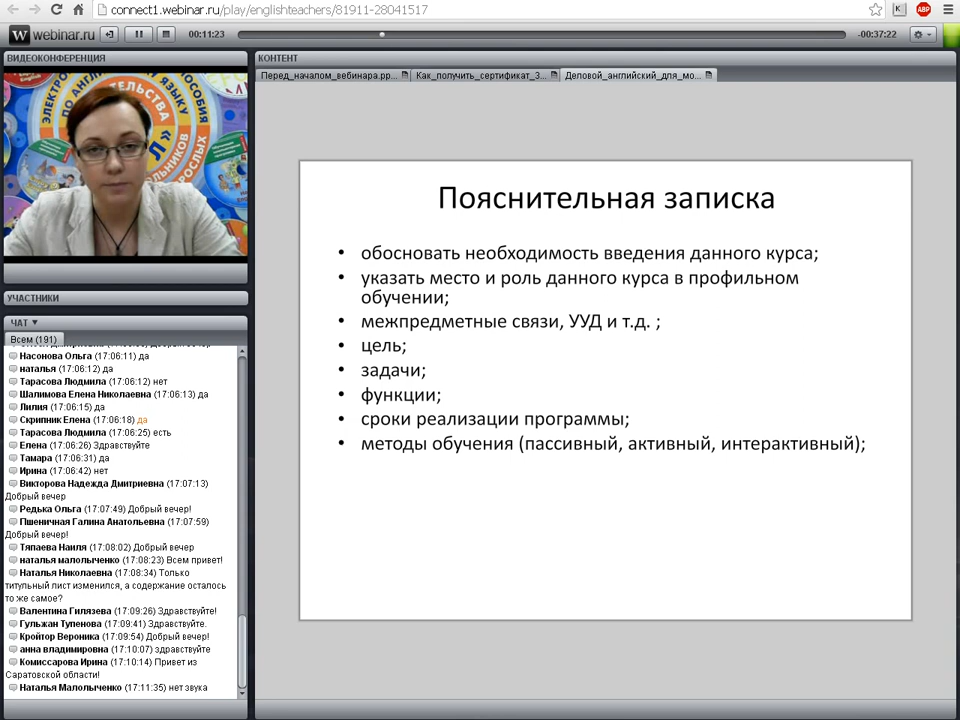 connect1.webinar.ru/play/englishteachers/81911-28041517
webinar.ru
00:11:23
-00:37:22
ВИДЕОКОНФЕРЕНЦИЯ
КОНТЕНТ
Перед_началом_вебинара.pp...
Как_получить_сертификат_3...
Деловой_английский_для_мо...
Пояснительная записка
• обосновать необходимость введения данного курса;
• указать место и роль данного курса в профильном
обучении;
• межпредметные связи, УУД и т.д. ;
• цель;
• задачи;
• функции;
• сроки реализации программы;
• методы обучения (пассивный, активный, интерактивный);
УЧАСТНИКИ
ЧАТ
Всем (191)
Насонова Ольга (17:06:11) да
наталья (17:06:12) да
Тарасова Людмила (17:06:12) нет
Шалимова Елена Николаевна (17:06:13) да
Лилия (17:06:15) да
Скрипник Елена (17:06:18) да
Тарасова Людмила (17:06:25) есть
Елена (17:06:26) Здравствуйте
Тамара (17:06:31) да
Ирина (17:06:42) нет
Викторова Надежда Дмитриевна (17:07:13)
Добрый вечер
Редька Ольга (17:07:49) Добрый вечер!
Пшеничная Галина Анатольевна (17:07:59)
Добрый вечер!
Тяпаева Наиля (17:08:02) Добрый вечер
наталья малолыченко (17:08:23) Всем привет!
Наталья Николаевна (17:08:34) Только
титульный лист изменился, а содержание осталось
то же самое?
Валентина Гилязева (17:09:26) Здравствуйте!
Гульжан Тупенова (17:09:41) Здравствуйте.
Кройтор Вероника (17:09:54) Добрый вечер!
анна владимировна (17:10:07) здравствуйте
Комиссарова Ирина (17:10:14) Привет из
Саратовской области!
Наталья Малолыченко (17:11:35) нет звука